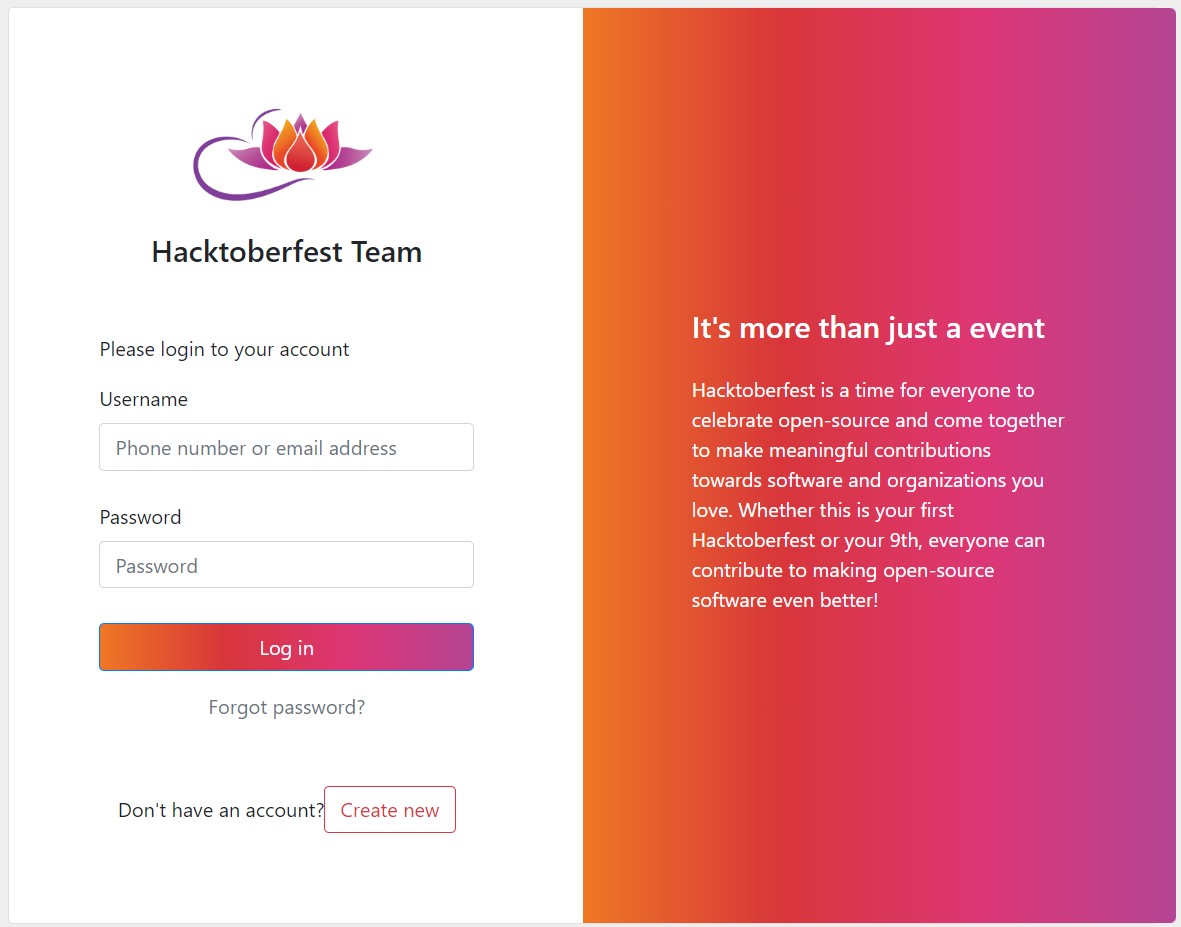 Hacktoberfest Team
Please login to your account
Username
Phone number or email address
Password
Password
Log in
Forgot password?
Don't have an account? Create new
It's more than just a event
Hacktoberfest is a time for everyone to
celebrate open-source and come together
to make meaningful contributions
towards software and organizations you
love. Whether this is your first
Hacktoberfest or your 9th, everyone can
contribute to making open-source
software even better!